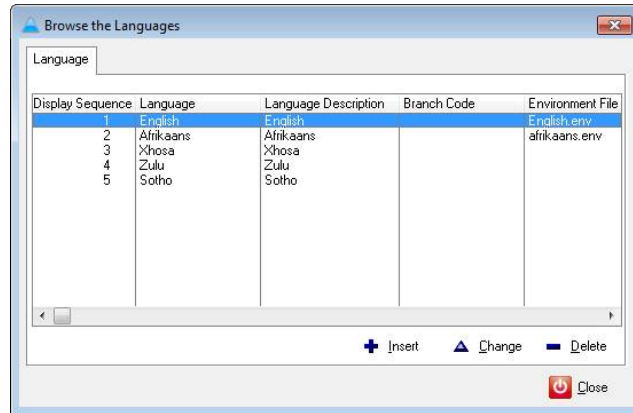 Browse the Languages
Language
Display Sequence Language Language Description Branch Code Environment File
1 English English English.env
2 Afrikaans Afrikaans afrikaans.env
3 Xhosa Xhosa
4 Zulu Zulu
5 Sotho Sotho
Insert Change Delete
Close